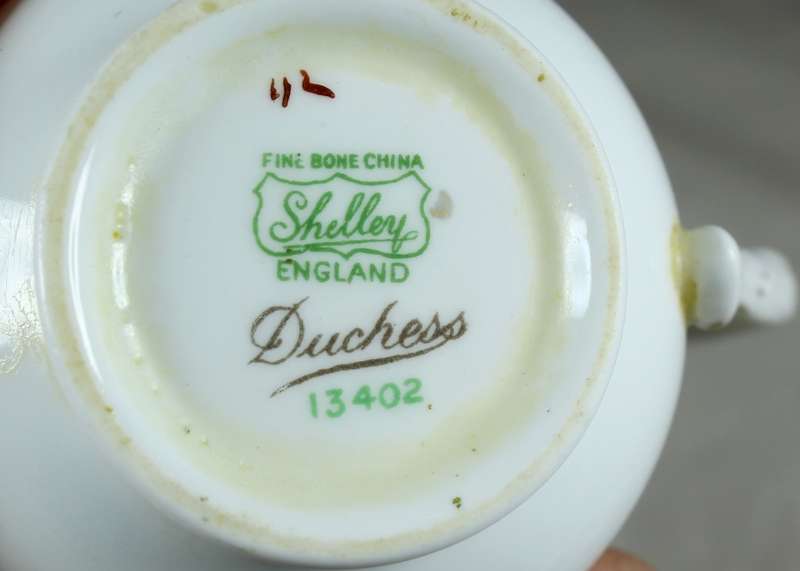 FINE BONE CHINA
Shelley
ENGLAND
Duchess
13402